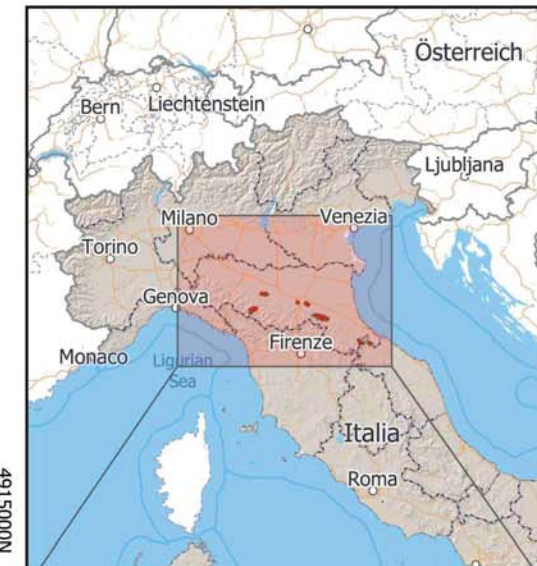 Österreich
Bern
Liechtenstein
Ljubljana
Milano
Venezia
Torino
Genova
Firenze
Monaco
Ligurian
Sea
Italia
Roma
4915000N